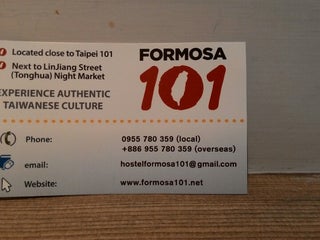 Located close to Taipei 101
Next to LinJiang Street
(Tonghua) Night Market
EXPERIENCE AUTHENTIC
TAIWANESE CULTURE
FORMOSA
101
Phone: 0955 780 359 (local)
+886 955 780 359 (overseas)
email: hostelformosa101@gmail.com
Website: www.formosa101.net